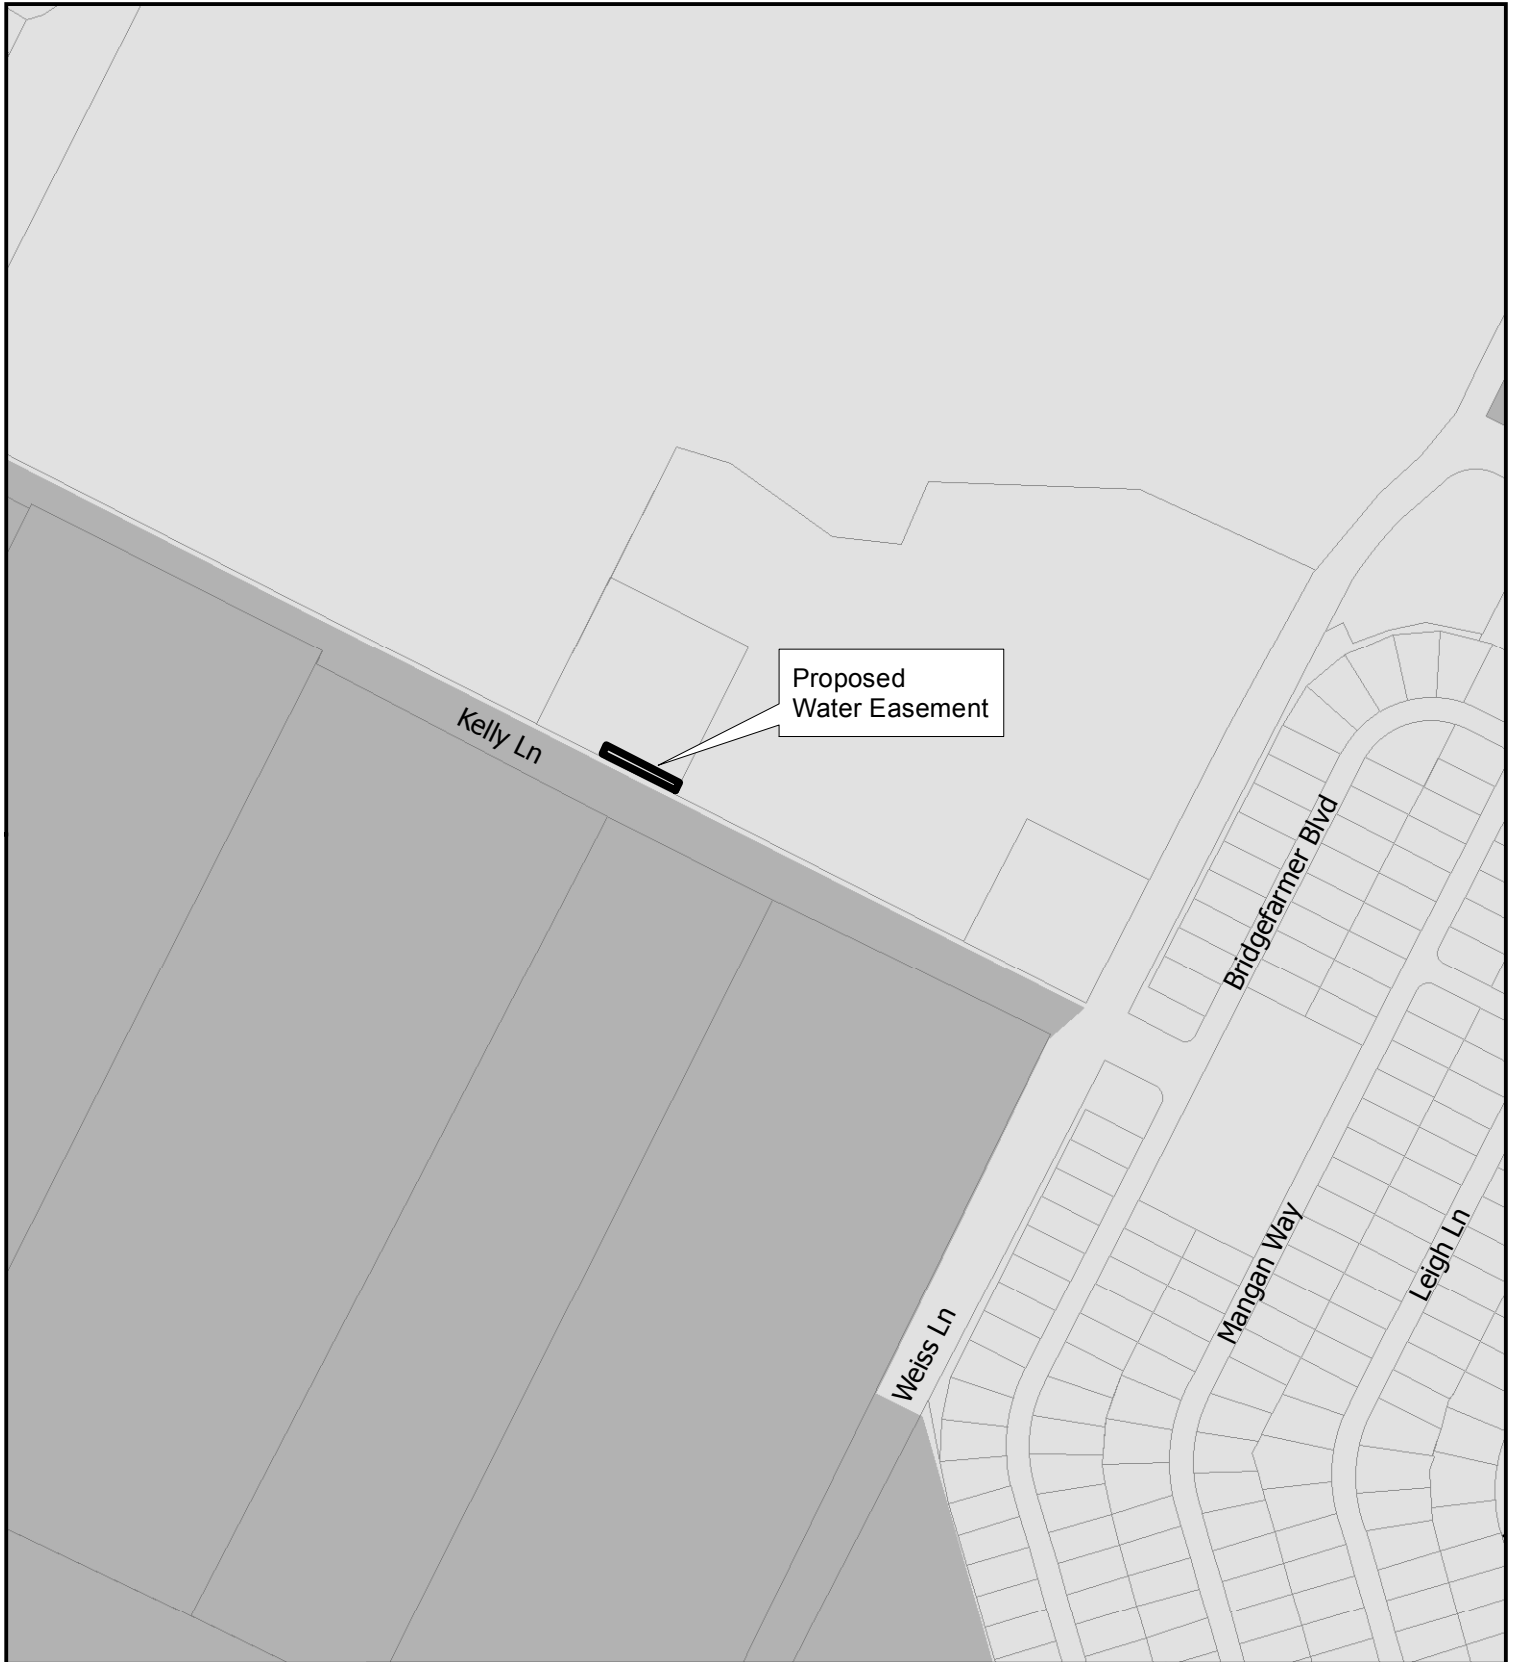 Proposed
Water Easement
Kelly Ln
Bridgefarmer Blvd
Mangan Way
Leigh Ln
Weiss Ln